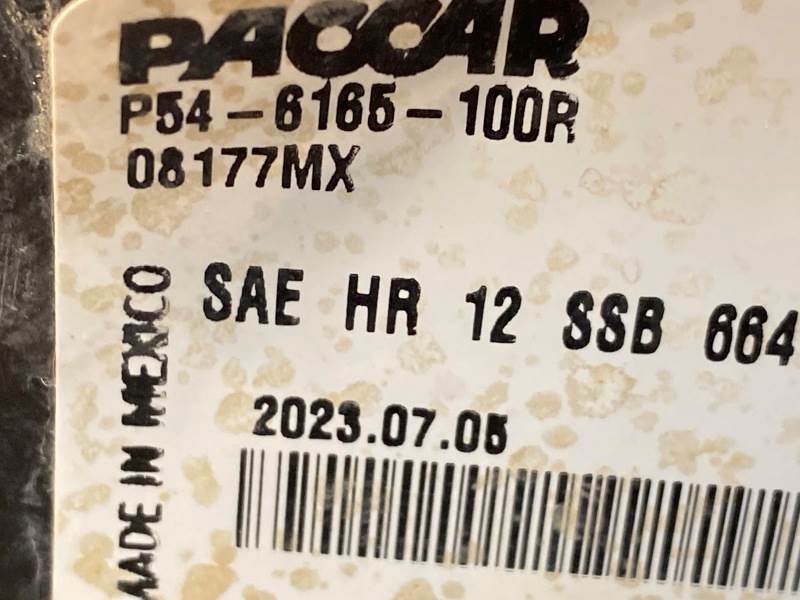 PACCAR
P54-6165-100R
08177MX
SAE HR 12 SSB 664
2023.07.05
MADE IN MEXICO